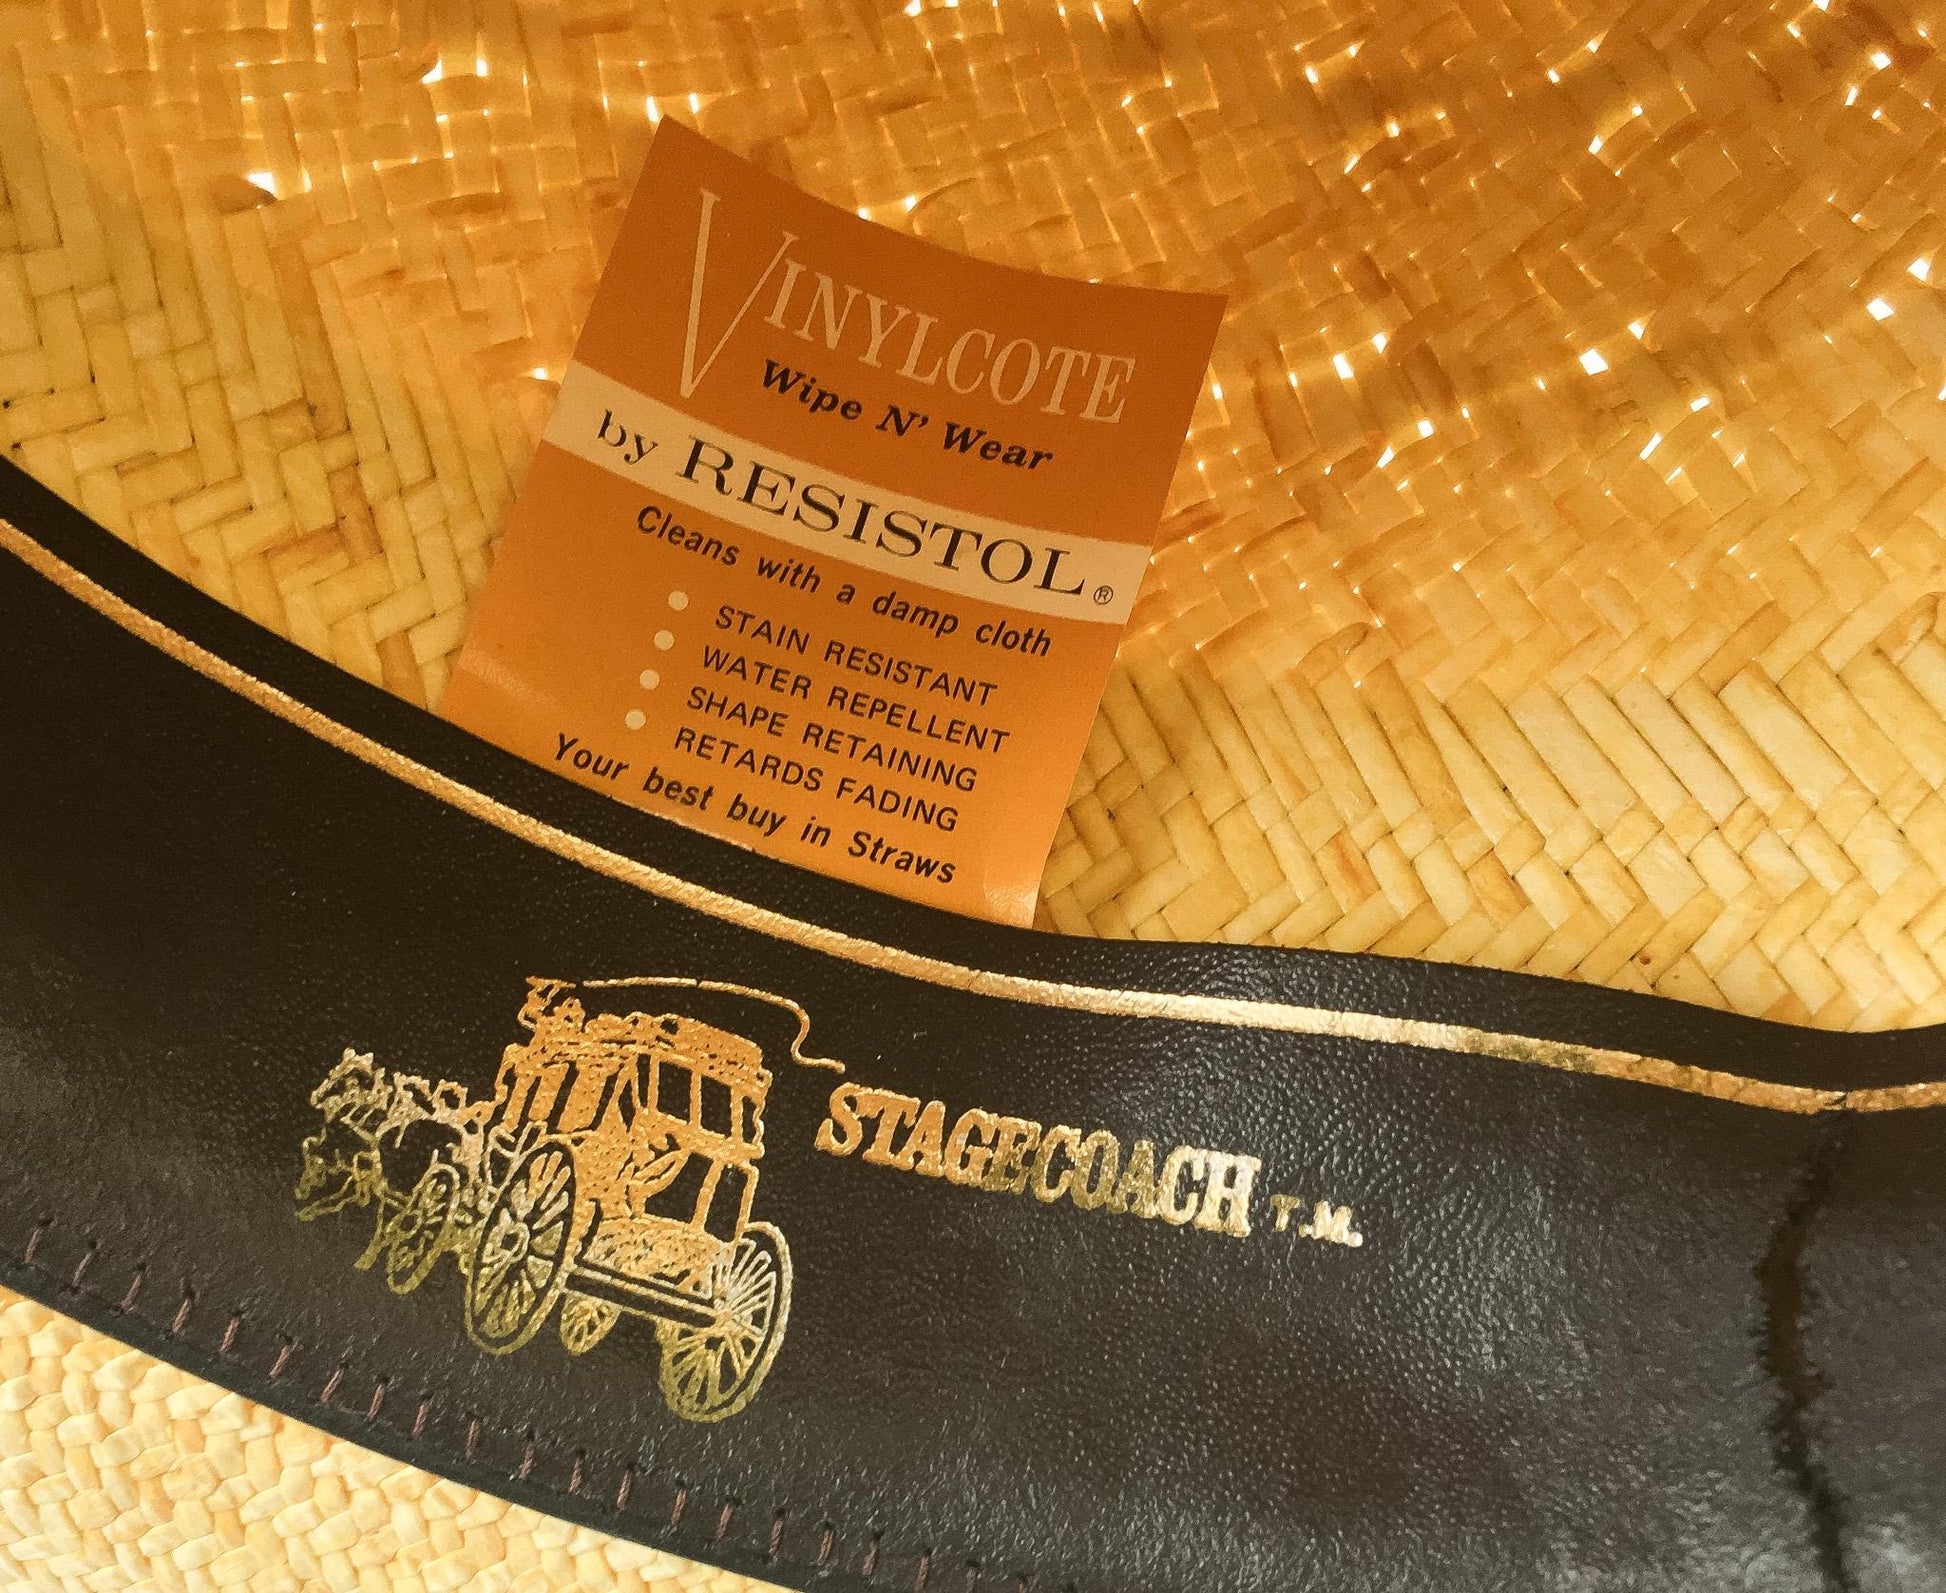 VINYLCOTE
Wipe N' Wear
by RESISTOL®
Cleans with a damp cloth
STAIN RESISTANT
WATER REPELLENT
SHAPE RETAINING
RETARDS FADING
Your best buy in Straws
STAGECOACH T.M.